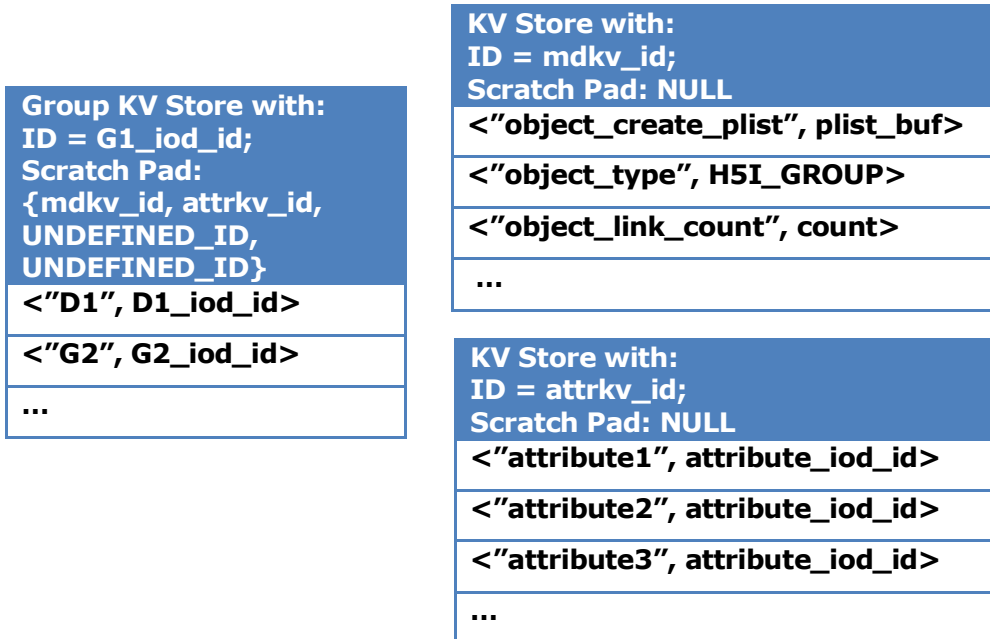 Group KV Store with:
ID = G1_iod_id;
Scratch Pad:
{mdkv_id, attrkv_id,
UNDEFINED_ID,
UNDEFINED_ID}
<”D1”, D1_iod_id>
<”G2”, G2_iod_id>
…
KV Store with:
ID = mdkv_id;
Scratch Pad: NULL
<”object_create_plist”, plist_buf>
<”object_type”, H5I_GROUP>
<”object_link_count”, count>
…
KV Store with:
ID = attrkv_id;
Scratch Pad: NULL
<”attribute1”, attribute_iod_id>
<”attribute2”, attribute_iod_id>
<”attribute3”, attribute_iod_id>
…